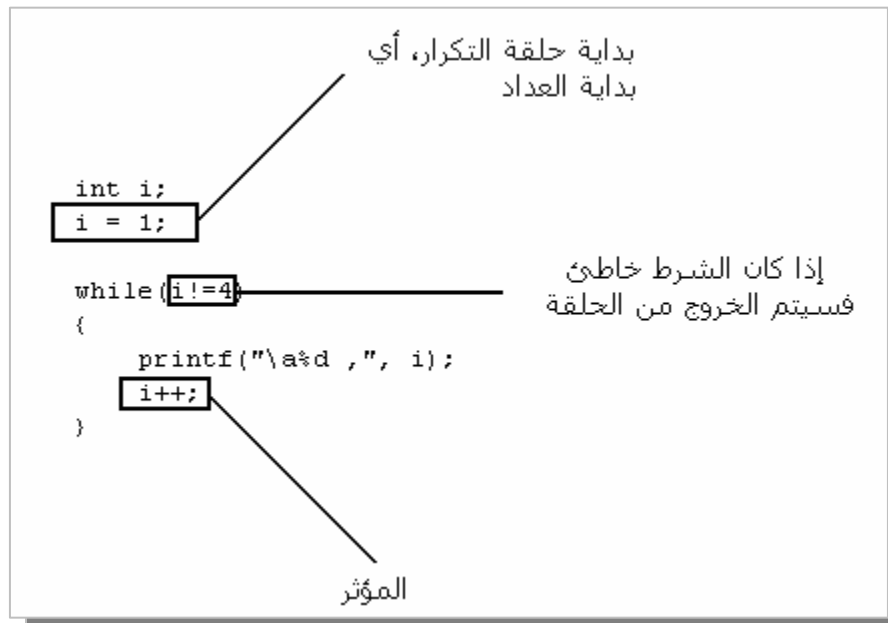 بداية حلقة التكرار، أي
بداية العداد
int i;
i = 1;
while(i!=4)
إذا كان الشرط خاطئ
فسيتم الخروج من الحلقة
{
printf("\a%d ,", i);
i++;
}
المؤثر